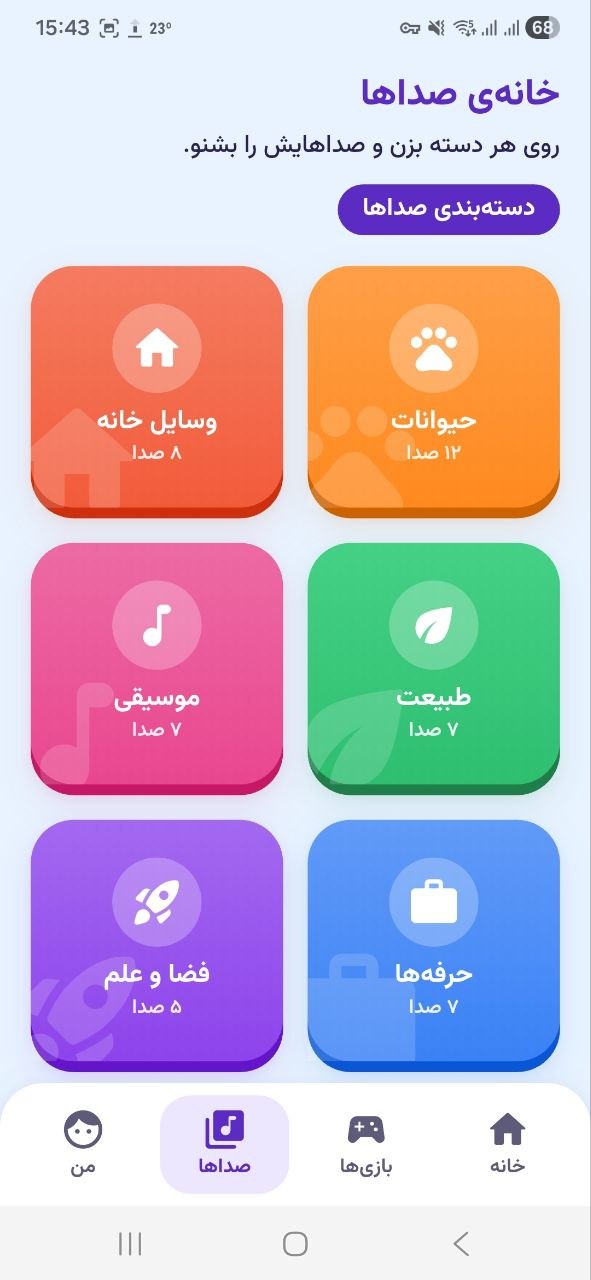 15:43 23°
68
خانه‌ی صداها
روی هر دسته بزن و صداهایش را بشنو.
دسته‌بندی صداها
حیوانات
۱۲ صدا
وسایل خانه
۸ صدا
طبیعت
۷ صدا
موسیقی
۷ صدا
حرفه‌ها
۷ صدا
فضا و علم
۵ صدا
خانه
بازی‌ها
صداها
من